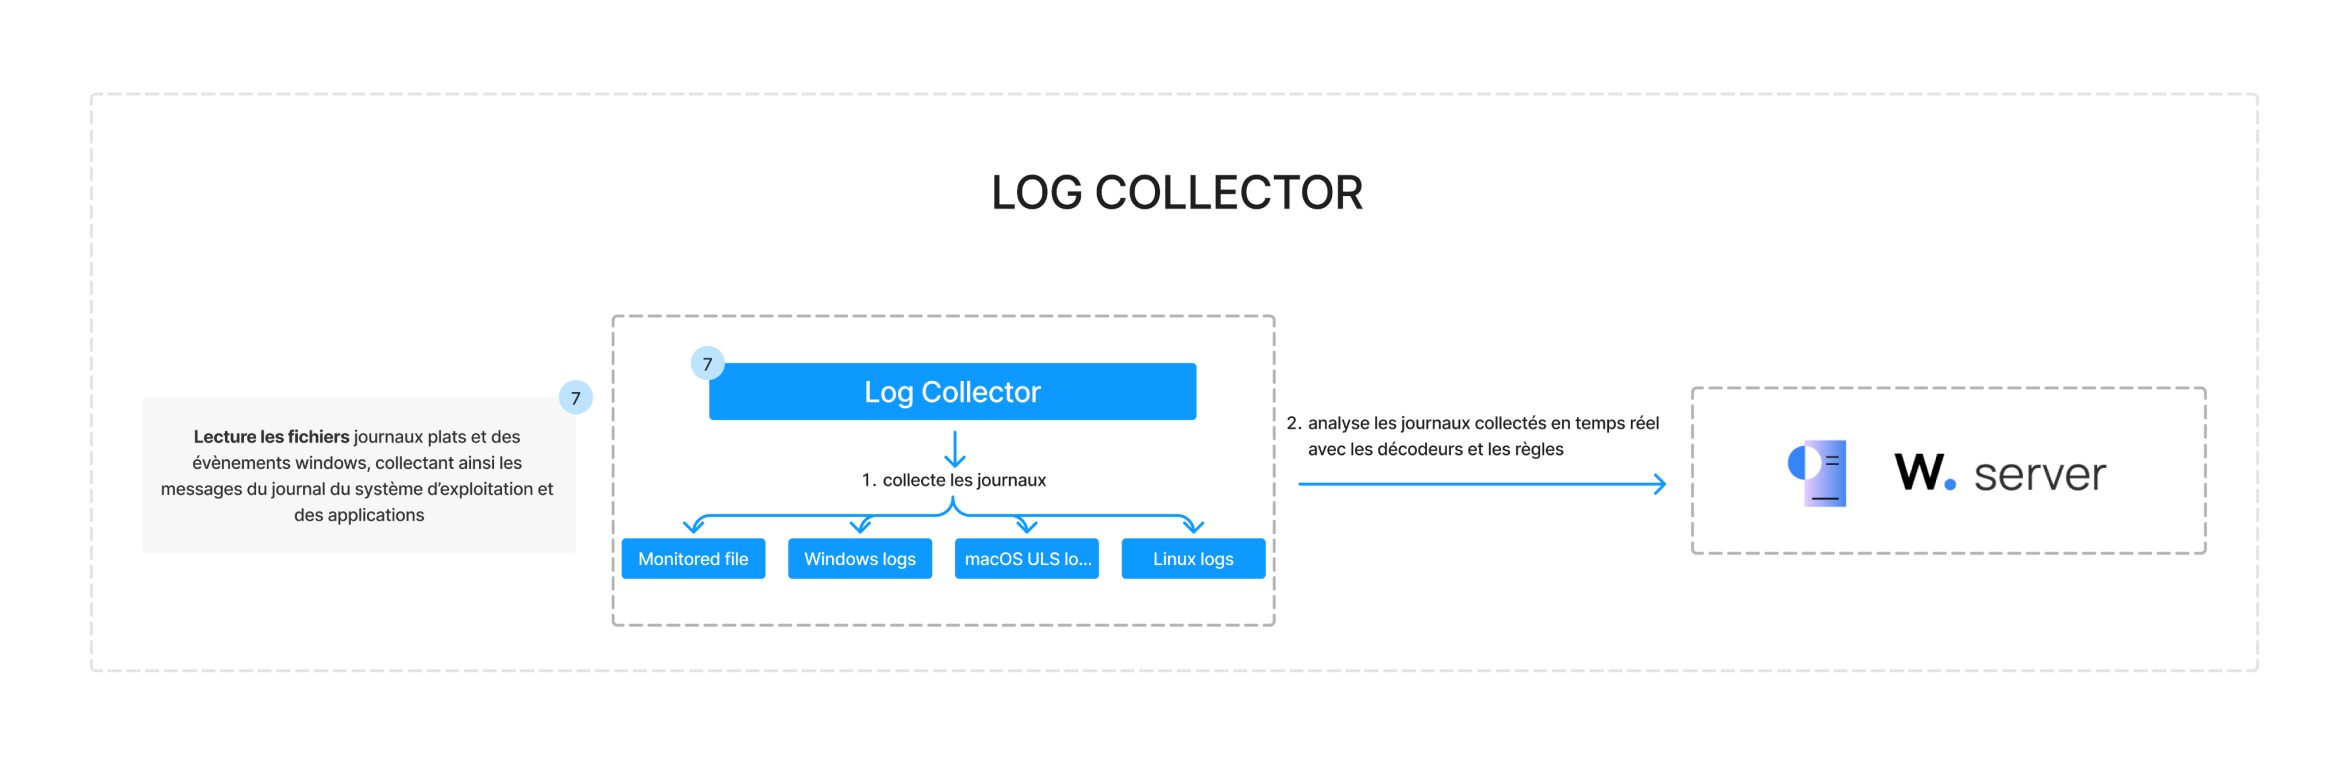 LOG COLLECTOR
7
Lecture les fichiers journaux plats et des
évènements windows, collectant ainsi les
messages du journal du système d’exploitation et
des applications
7
Log Collector
1. collecte les journaux
Monitored file
Windows logs
macOS ULS lo...
Linux logs
2. analyse les journaux collectés en temps réel
avec les décodeurs et les règles
W. server